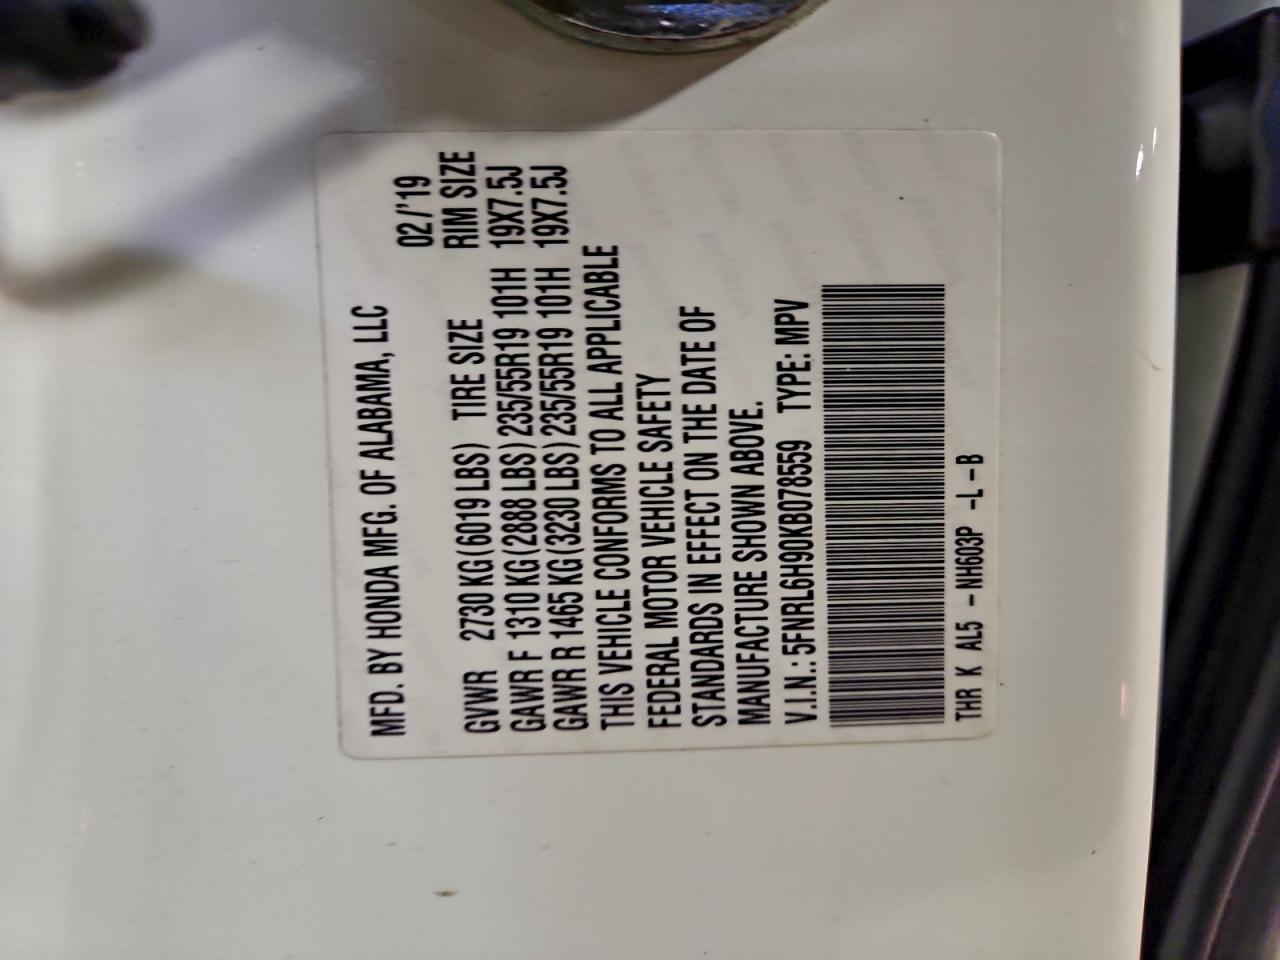 MFD. BY HONDA MFG. OF ALABAMA, LLC
02/'19
GVWR 2730 KG(6019 LBS) TIRE SIZE RIM SIZE
GAWR F 1310 KG(2888 LBS) 235/55R19 101H 19X7.5J
GAWR R 1465 KG(3230 LBS) 235/55R19 101H 19X7.5J
THIS VEHICLE CONFORMS TO ALL APPLICABLE
FEDERAL MOTOR VEHICLE SAFETY
STANDARDS IN EFFECT ON THE DATE OF
MANUFACTURE SHOWN ABOVE.
V.I.N.: 5FNRL6H90KB078559 TYPE: MPV
THR K AL5 - NH603P -L -B